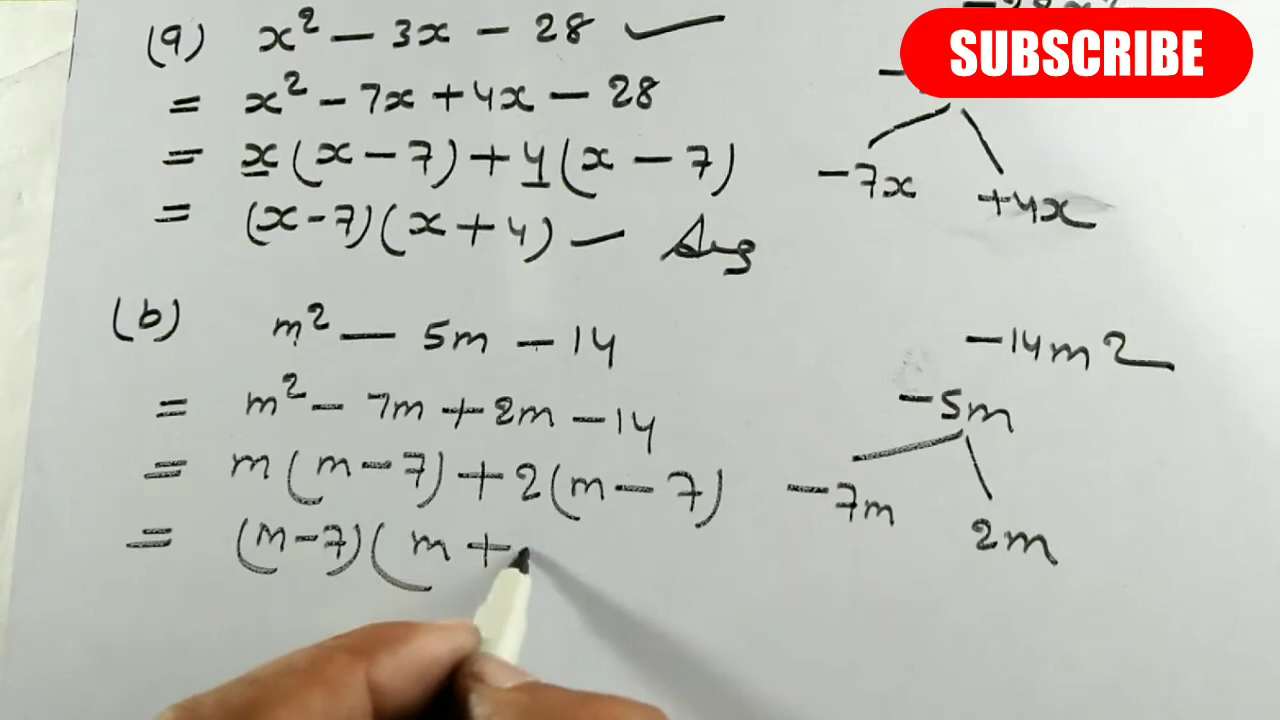 SUBSCRIBE
(a) x² - 3x - 28
= x² - 7x + 4x - 28
= x(x - 7) + 4(x - 7)
= (x-7)(x + 4) - Ans
-7x +4x
(b) m² - 5m - 14
= m² - 7m + 2m - 14
= m(m - 7) + 2(m - 7)
= (m-7)(m +
-14m²
-5m
-7m 2m